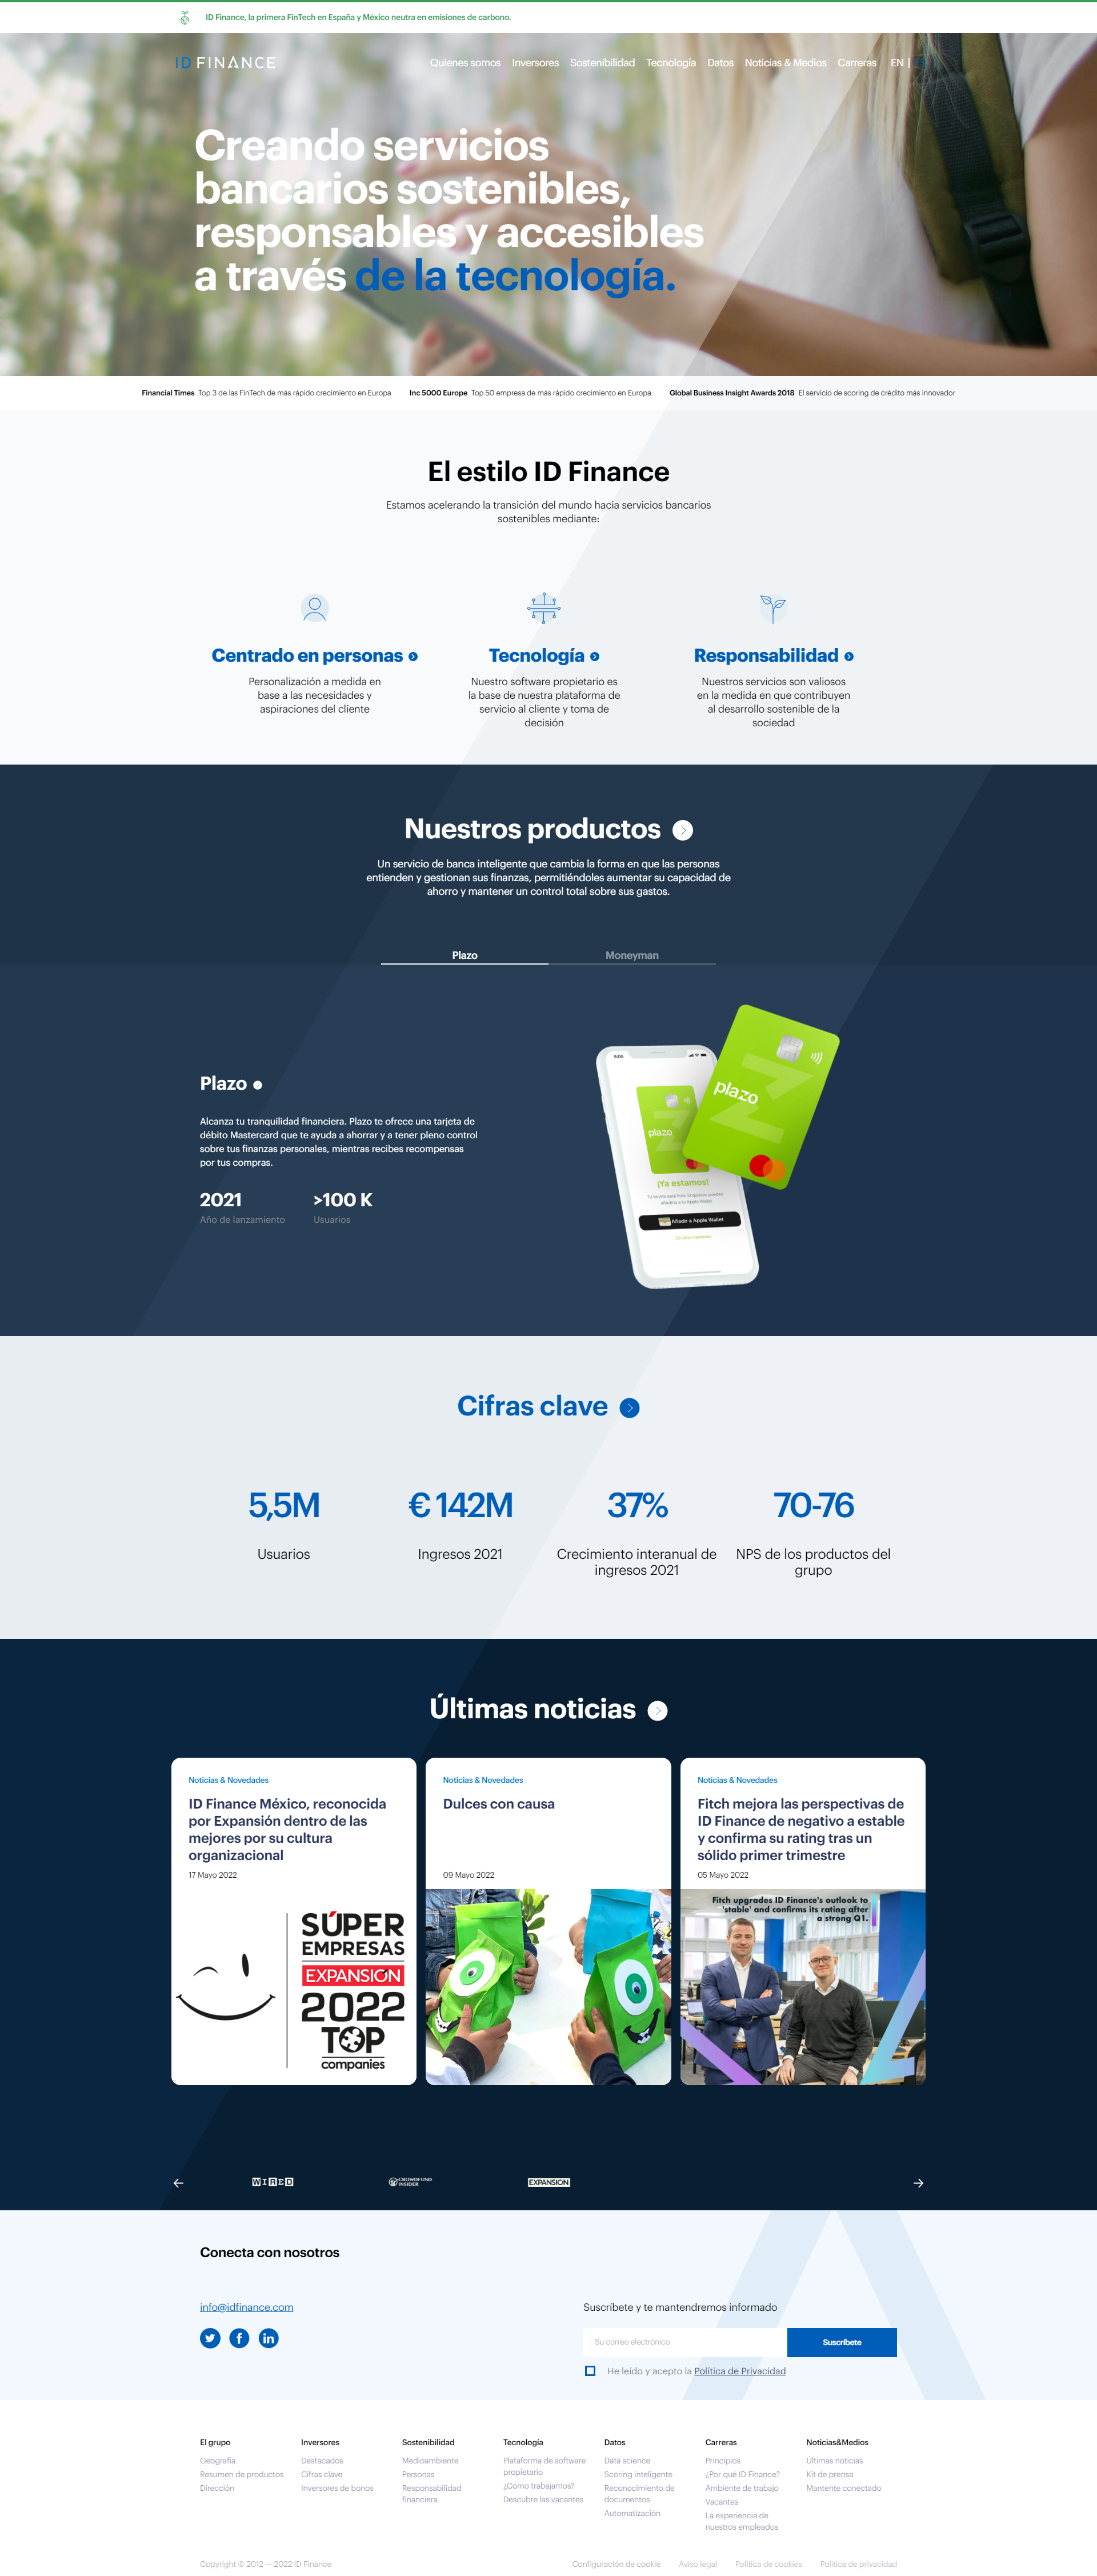 ID Finance, la primera FinTech en España y México neutra en emisiones de carbono.
ID FINANCE
Quienes somos Inversores Sostenibilidad Tecnología Datos Noticias & Medios Carreras EN |
Creando servicios
bancarios sostenibles,
responsables y accesibles
a través de la tecnología.
Financial Times Top 3 de las FinTech de más rápido crecimiento en Europa Inc 5000 Europe Top 50 empresa de más rápido crecimiento en Europa Global Business Insight Awards 2018 El servicio de scoring de crédito más innovador
El estilo ID Finance
Estamos acelerando la transición del mundo hacia servicios bancarios
sostenibles mediante:
Centrado en personas
Personalización a medida en
base a las necesidades y
aspiraciones del cliente
Tecnología
Nuestro software propietario es
la base de nuestra plataforma de
servicio al cliente y toma de
decisión
Responsabilidad
Nuestros servicios son valiosos
en la medida en que contribuyen
al desarrollo sostenible de la
sociedad
Nuestros productos
Un servicio de banca inteligente que cambia la forma en que las personas
entienden y gestionan sus finanzas, permitiéndoles aumentar su capacidad de
ahorro y mantener un control total sobre sus gastos.
Plazo Moneyman
Plazo
Alcanza tu tranquilidad financiera. Plazo te ofrece una tarjeta de
débito Mastercard que te ayuda a ahorrar y a tener pleno control
sobre tus finanzas personales, mientras recibes recompensas
por tus compras.
2021
Año de lanzamiento
>100 K
Usuarios
9:05
plazo
plazo
¡Ya estamos!
Tu tarjeta está lista. Si quieres puedes
añadirla a tu Apple Wallet
Añadir a Apple Wallet
En otro momento
Cifras clave
5,5M
Usuarios
€ 142M
Ingresos 2021
37%
Crecimiento interanual de
ingresos 2021
70-76
NPS de los productos del
grupo
Últimas noticias
Noticias & Novedades
ID Finance México, reconocida
por Expansión dentro de las
mejores por su cultura
organizacional
17 Mayo 2022
SÚPER
EMPRESAS
EXPANSIÓN
2022
TOP
companies
Noticias & Novedades
Dulces con causa
09 Mayo 2022
Noticias & Novedades
Fitch mejora las perspectivas de
ID Finance de negativo a estable
y confirma su rating tras un
sólido primer trimestre
05 Mayo 2022
Fitch upgrades ID Finance's outlook to
'stable' and confirms its rating after
a strong Q1.
WIRED
CROWDFUND
INSIDER
EXPANSIÓN
Conecta con nosotros
info@idfinance.com
Suscríbete y te mantendremos informado
Su correo electrónico
Suscríbete
He leído y acepto la Política de Privacidad
El grupo
Geografía
Resumen de productos
Dirección
Inversores
Destacados
Cifras clave
Inversores de bonos
Sostenibilidad
Medioambiente
Personas
Responsabilidad
financiera
Tecnología
Plataforma de software
propietario
¿Cómo trabajamos?
Descubre las vacantes
Datos
Data science
Scoring inteligente
Reconocimiento de
documentos
Automatización
Carreras
Principios
¿Por qué ID Finance?
Ambiente de trabajo
Vacantes
La experiencia de
nuestros empleados
Noticias&Medios
Últimas noticias
Kit de prensa
Mantente conectado
Copyright © 2012 — 2022 ID Finance
Configuración de cookie Aviso legal Política de cookies Política de privacidad